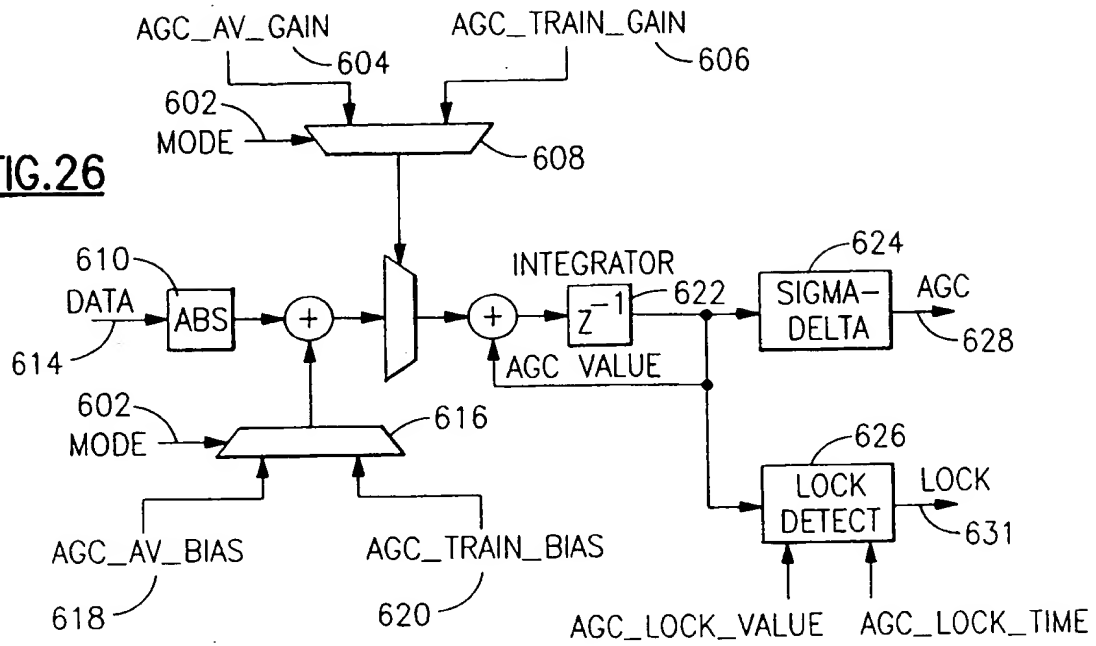 AGC_AV_GAIN
604
AGC_TRAIN_GAIN
606
602
MODE
608
FIG.26
610
DATA
614
ABS
+
+
INTEGRATOR
z⁻¹
622
AGC VALUE
624
SIGMA-
DELTA
AGC
628
602
MODE
616
626
LOCK
DETECT
LOCK
631
AGC_AV_BIAS
618
AGC_TRAIN_BIAS
620
AGC_LOCK_VALUE
AGC_LOCK_TIME